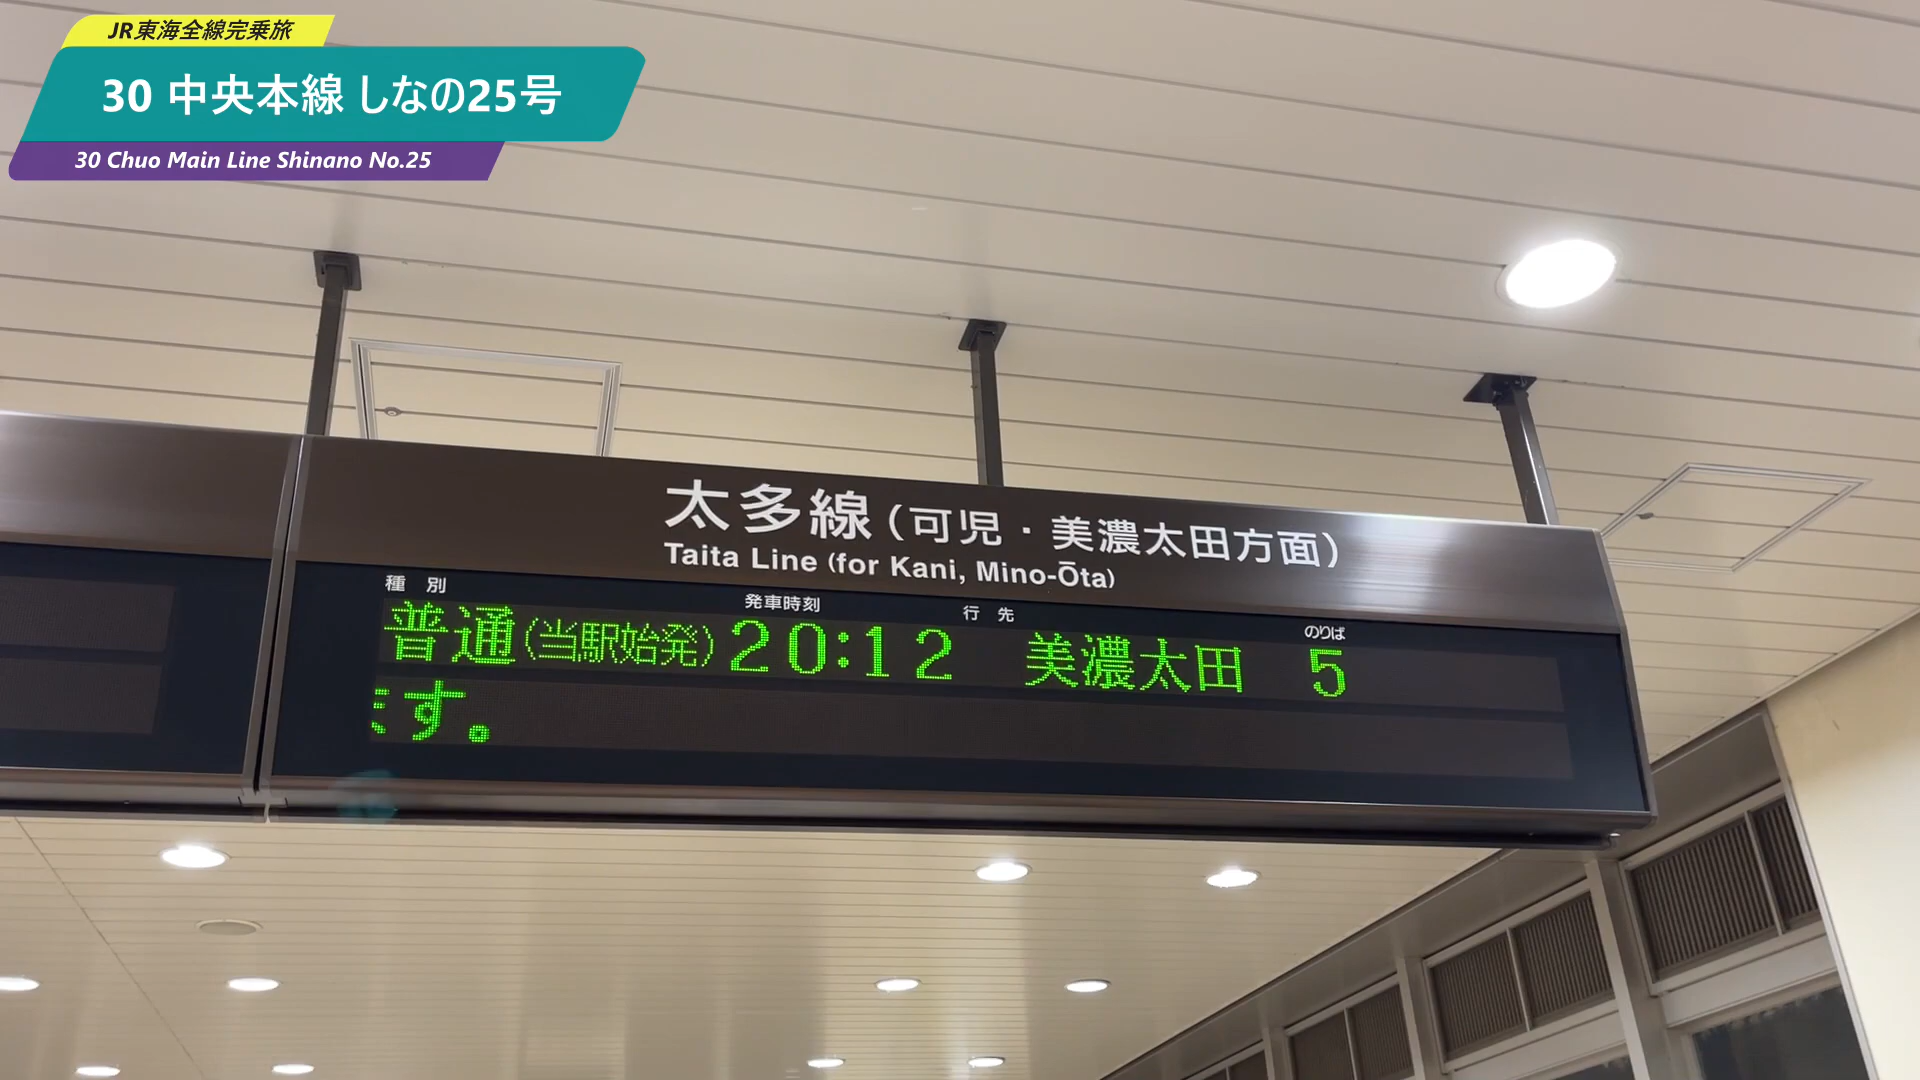 JR東海全線完乗旅
30 中央本線 しなの25号
30 Chuo Main Line Shinano No.25
太多線(可児・美濃太田方面)
Taita Line (for Kani, Mino-Ōta)
種別 発車時刻 行先 のりば
普通(当駅始発) 20:12 美濃太田 5
ます。